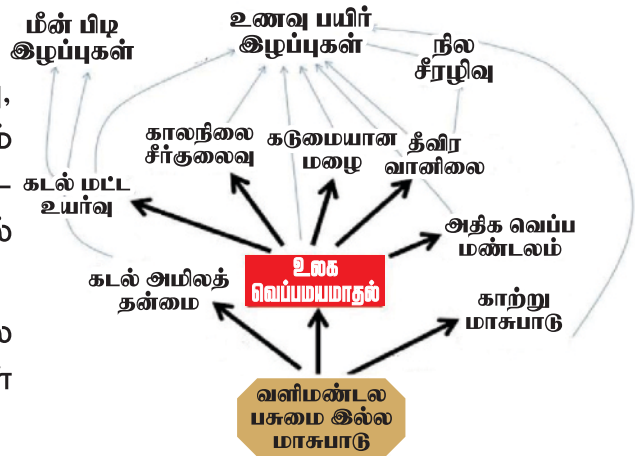 மீன் பிடி
இழப்புகள்
உணவு பயிர்
இழப்புகள்
நில
சீரழிவு
காலநிலை
சீர்குலைவு
கடுமையான
மழை
தீவிர
வானிலை
கடல் மட்ட
உயர்வு
அதிக வெப்ப
மண்டலம்
உலக
வெப்பமயமாதல்
கடல் அமிலத்
தன்மை
காற்று
மாசுபாடு
வளிமண்டல
பசுமை இல்ல
மாசுபாடு